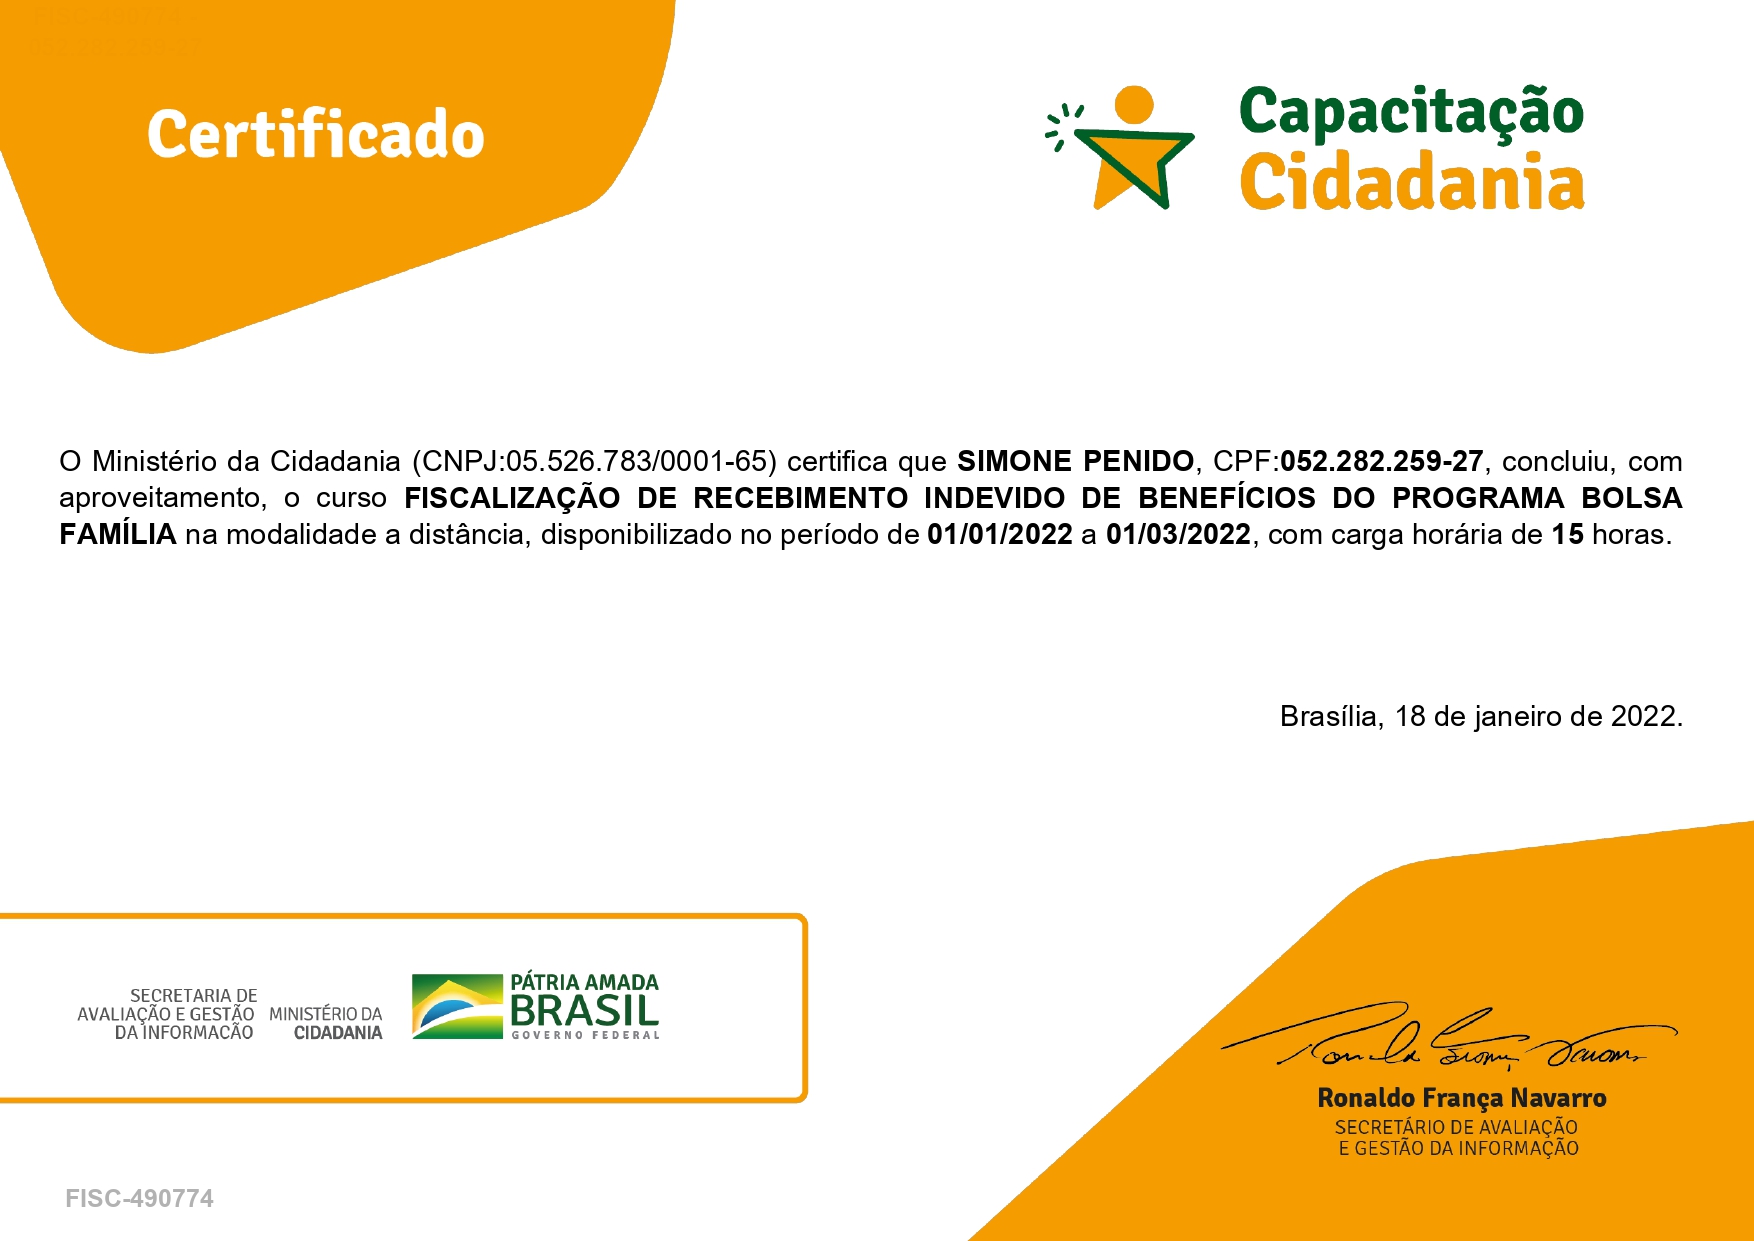 FISC-490774 -
052.282.259-27
Certificado
Capacitação
Cidadania
O Ministério da Cidadania (CNPJ:05.526.783/0001-65) certifica que SIMONE PENIDO, CPF:052.282.259-27, concluiu, com
aproveitamento, o curso FISCALIZAÇÃO DE RECEBIMENTO INDEVIDO DE BENEFÍCIOS DO PROGRAMA BOLSA
FAMÍLIA na modalidade a distância, disponibilizado no período de 01/01/2022 a 01/03/2022, com carga horária de 15 horas.
Brasília, 18 de janeiro de 2022.
SECRETARIA DE
AVALIAÇÃO E GESTÃO
DA INFORMAÇÃO
MINISTÉRIO DA
CIDADANIA
PÁTRIA AMADA
BRASIL
GOVERNO FEDERAL
Ronaldo França Navarro
SECRETÁRIO DE AVALIAÇÃO
E GESTÃO DA INFORMAÇÃO
FISC-490774